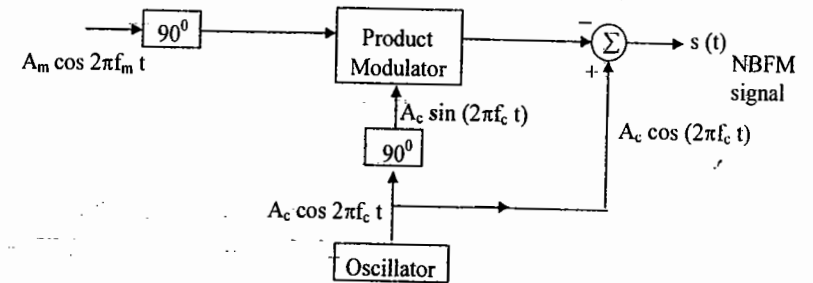 90⁰
A_m cos 2πf_m t
Product
Modulator
−
Σ
+
s (t)
NBFM
signal
A_c sin (2πf_c t)
90⁰
A_c cos (2πf_c t)
A_c cos 2πf_c t
Oscillator